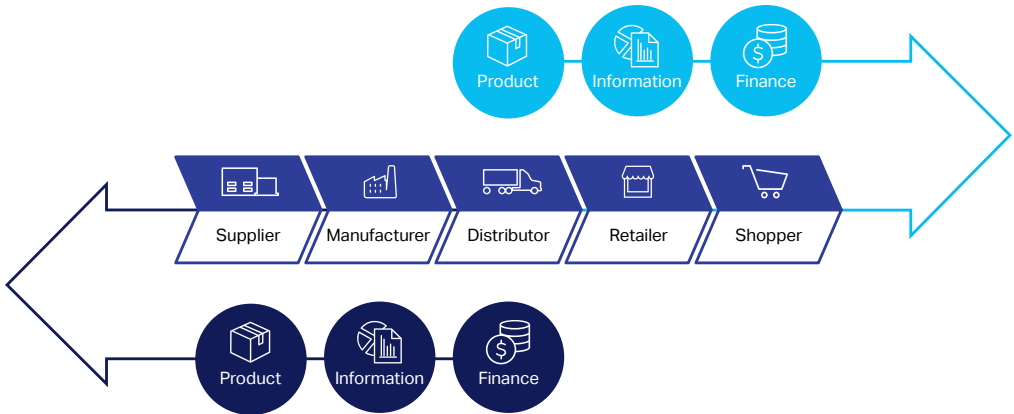 Product
Information
Finance
Supplier
Manufacturer
Distributor
Retailer
Shopper
Product
Information
Finance